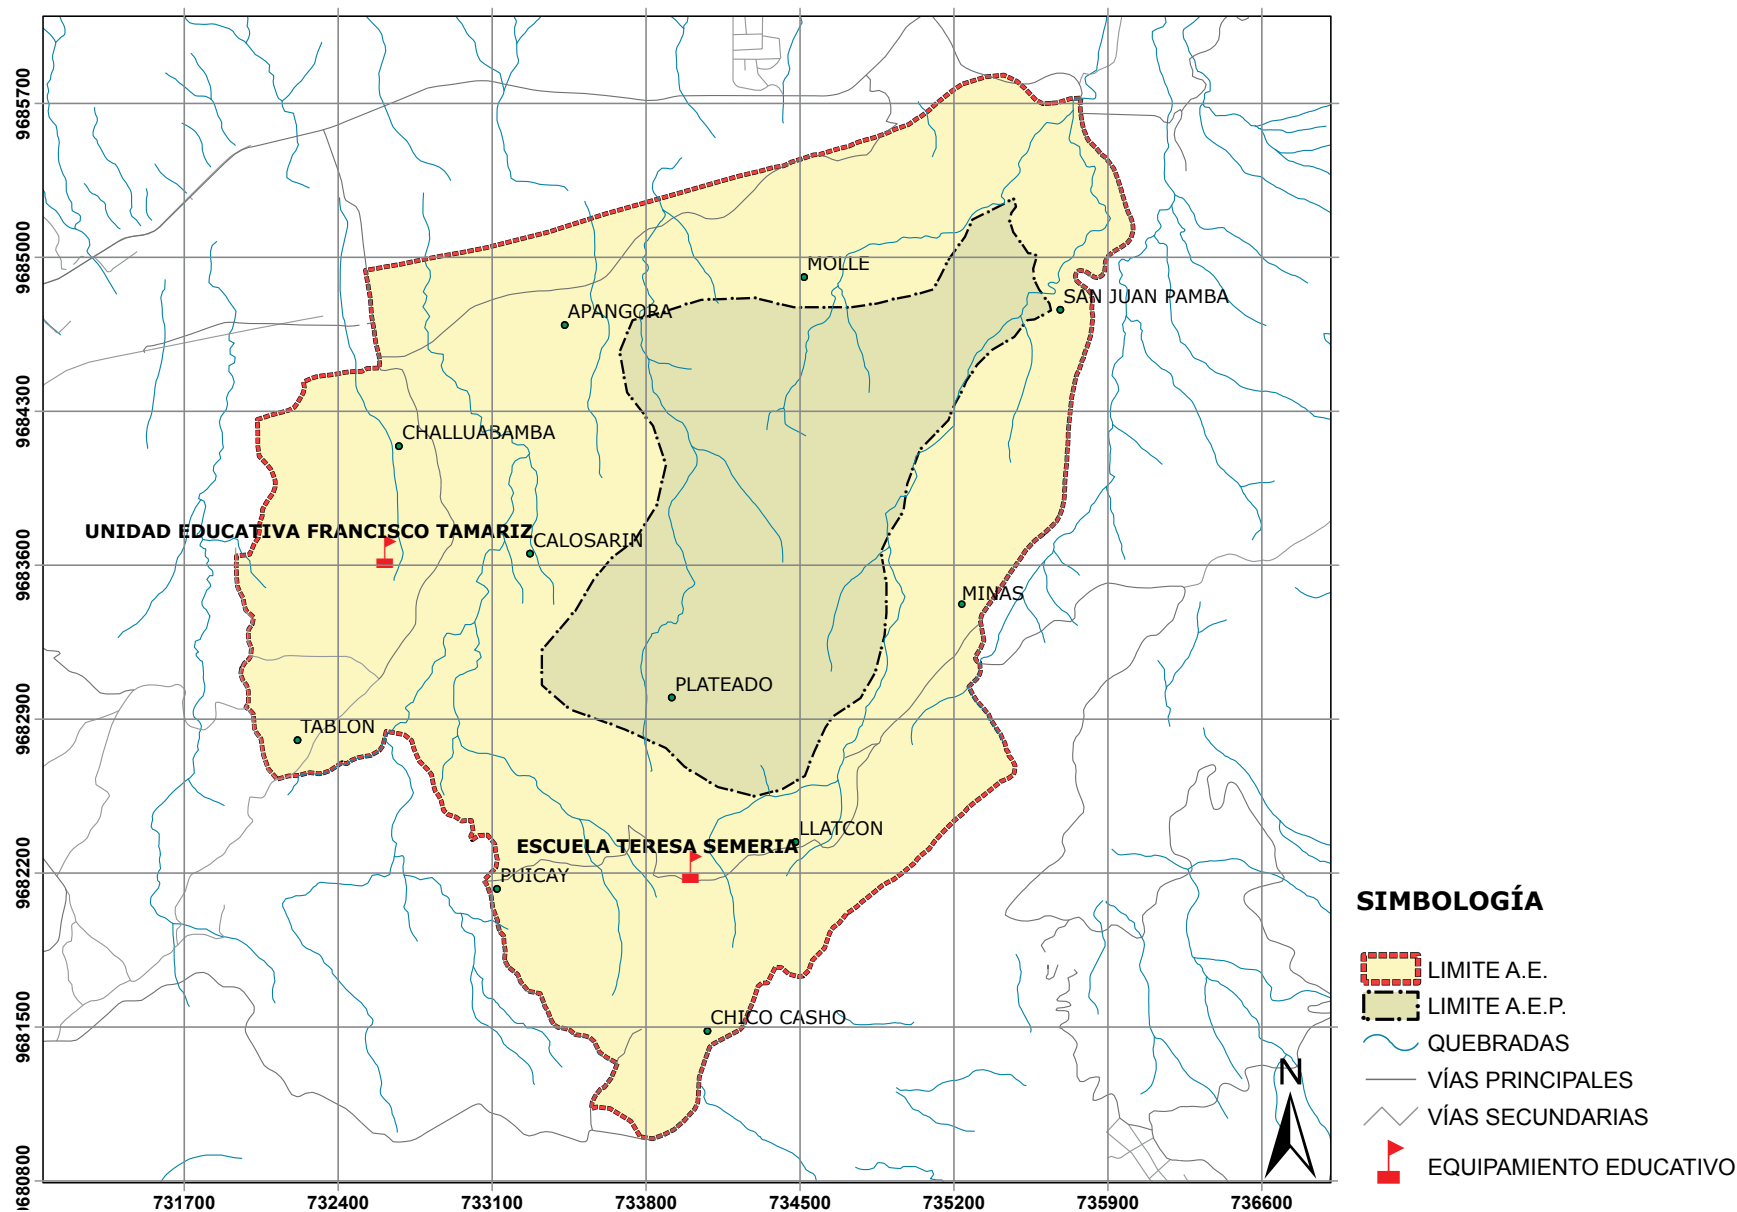 9685700
9685000
9684300
9683600
9682900
9682200
9681500
9680800
MOLLE
SAN JUAN PAMBA
APANGORA
CHALLUABAMBA
UNIDAD EDUCATIVA FRANCISCO TAMARIZ
CALOSARIN
MINAS
PLATEADO
TABLON
LLATCON
ESCUELA TERESA SEMERIA
PUICAY
CHICO CASHO
731700
732400
733100
733800
734500
735200
735900
736600
SIMBOLOGÍA
LIMITE A.E.
LIMITE A.E.P.
QUEBRADAS
VÍAS PRINCIPALES
VÍAS SECUNDARIAS
EQUIPAMIENTO EDUCATIVO
N